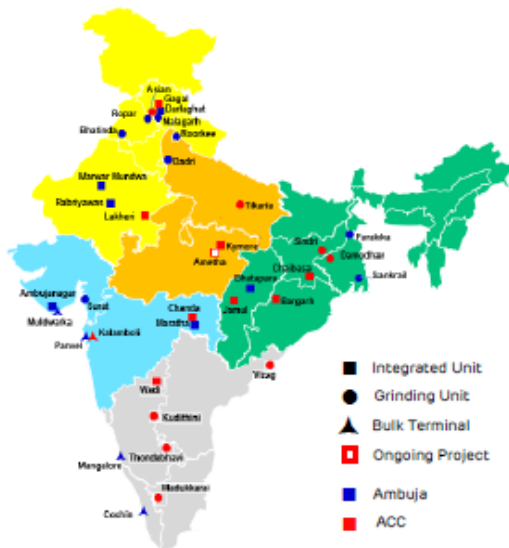 Asian
Gagal
Darlaghat
Ropar
Nalagarh
Bhatinda
Roorkee
Dadri
Marwar Mundwa
Rabriyawas
Lakheri
Tikaria
Kymore
Ametha
Sindri
Farakka
Damodhar
Chaibasa
Sankrail
Bhatapara
Jamul
Bargarh
Ambujanagar
Muldwarka
Surat
Chanda
Maratha
Panvel
Kalamboli
Vizag
Wadi
Kudithini
Thondebhavi
Mangalore
Madukkarai
Cochin
Integrated Unit
Grinding Unit
Bulk Terminal
Ongoing Project
Ambuja
ACC